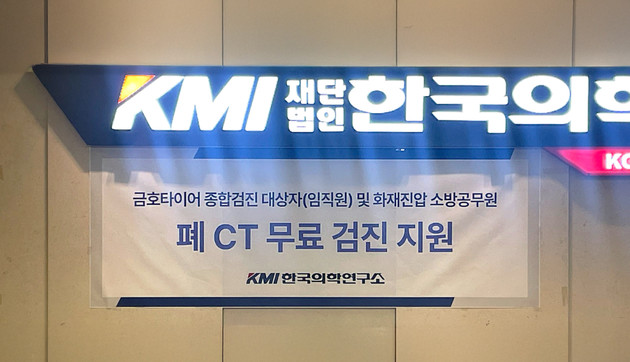 KMI 재단법인 한국의학
KO
금호타이어 종합검진 대상자(임직원) 및 화재진압 소방공무원
폐 CT 무료 검진 지원
KMI 한국의학연구소